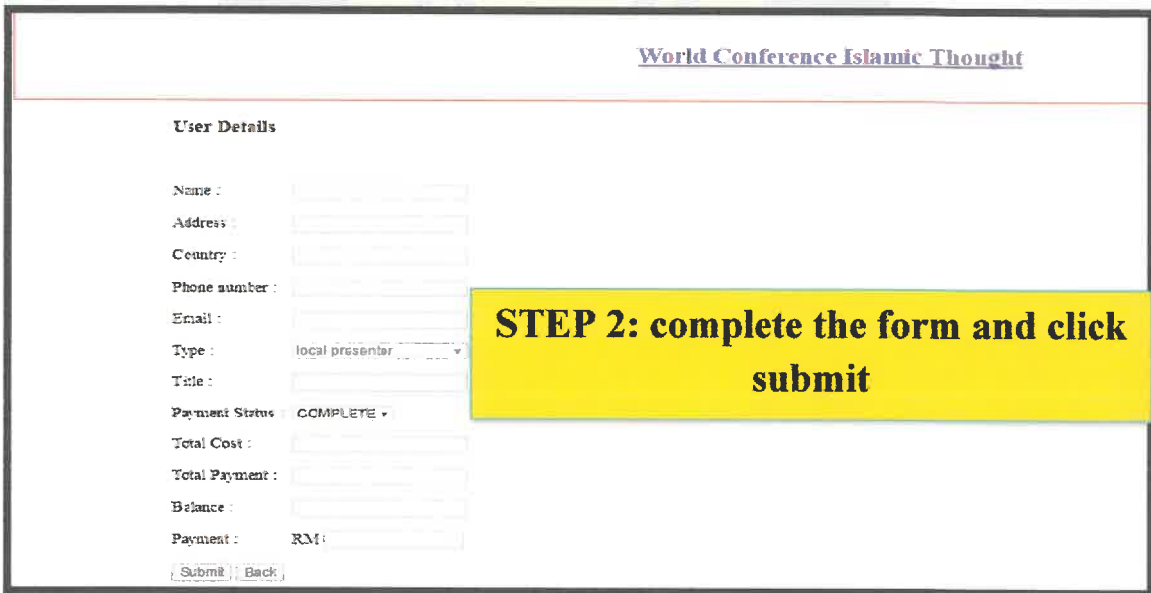 World Conference Islamic Thought
User Details
Name :
Address :
Country :
Phone number :
Email :
Type : local presenter
Title :
Payment Status : COMPLETE
Total Cost :
Total Payment :
Balance :
Payment : RM
Submit Back
STEP 2: complete the form and click
submit